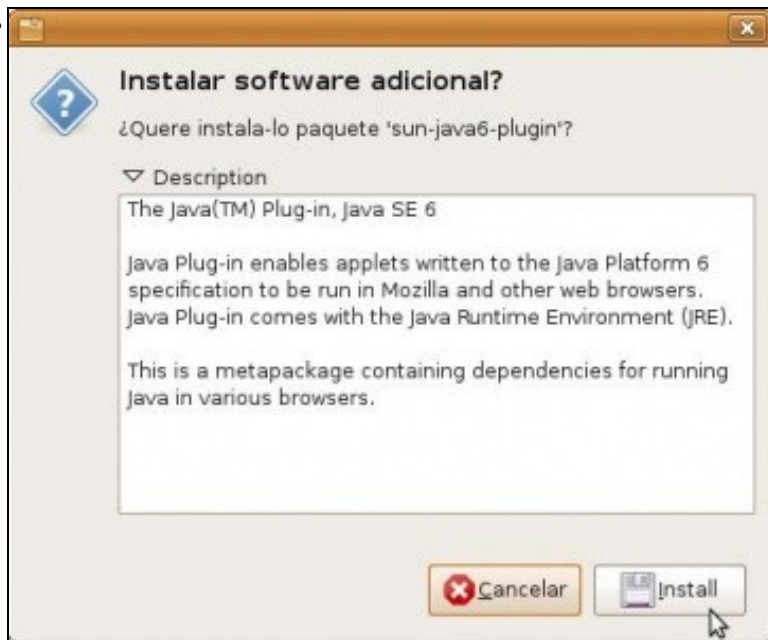 Instalar software adicional?
¿Quere instala-lo paquete 'sun-java6-plugin'?
Description
The Java(TM) Plug-in, Java SE 6
Java Plug-in enables applets written to the Java Platform 6
specification to be run in Mozilla and other web browsers.
Java Plug-in comes with the Java Runtime Environment (JRE).
This is a metapackage containing dependencies for running
Java in various browsers.
Cancelar
Install